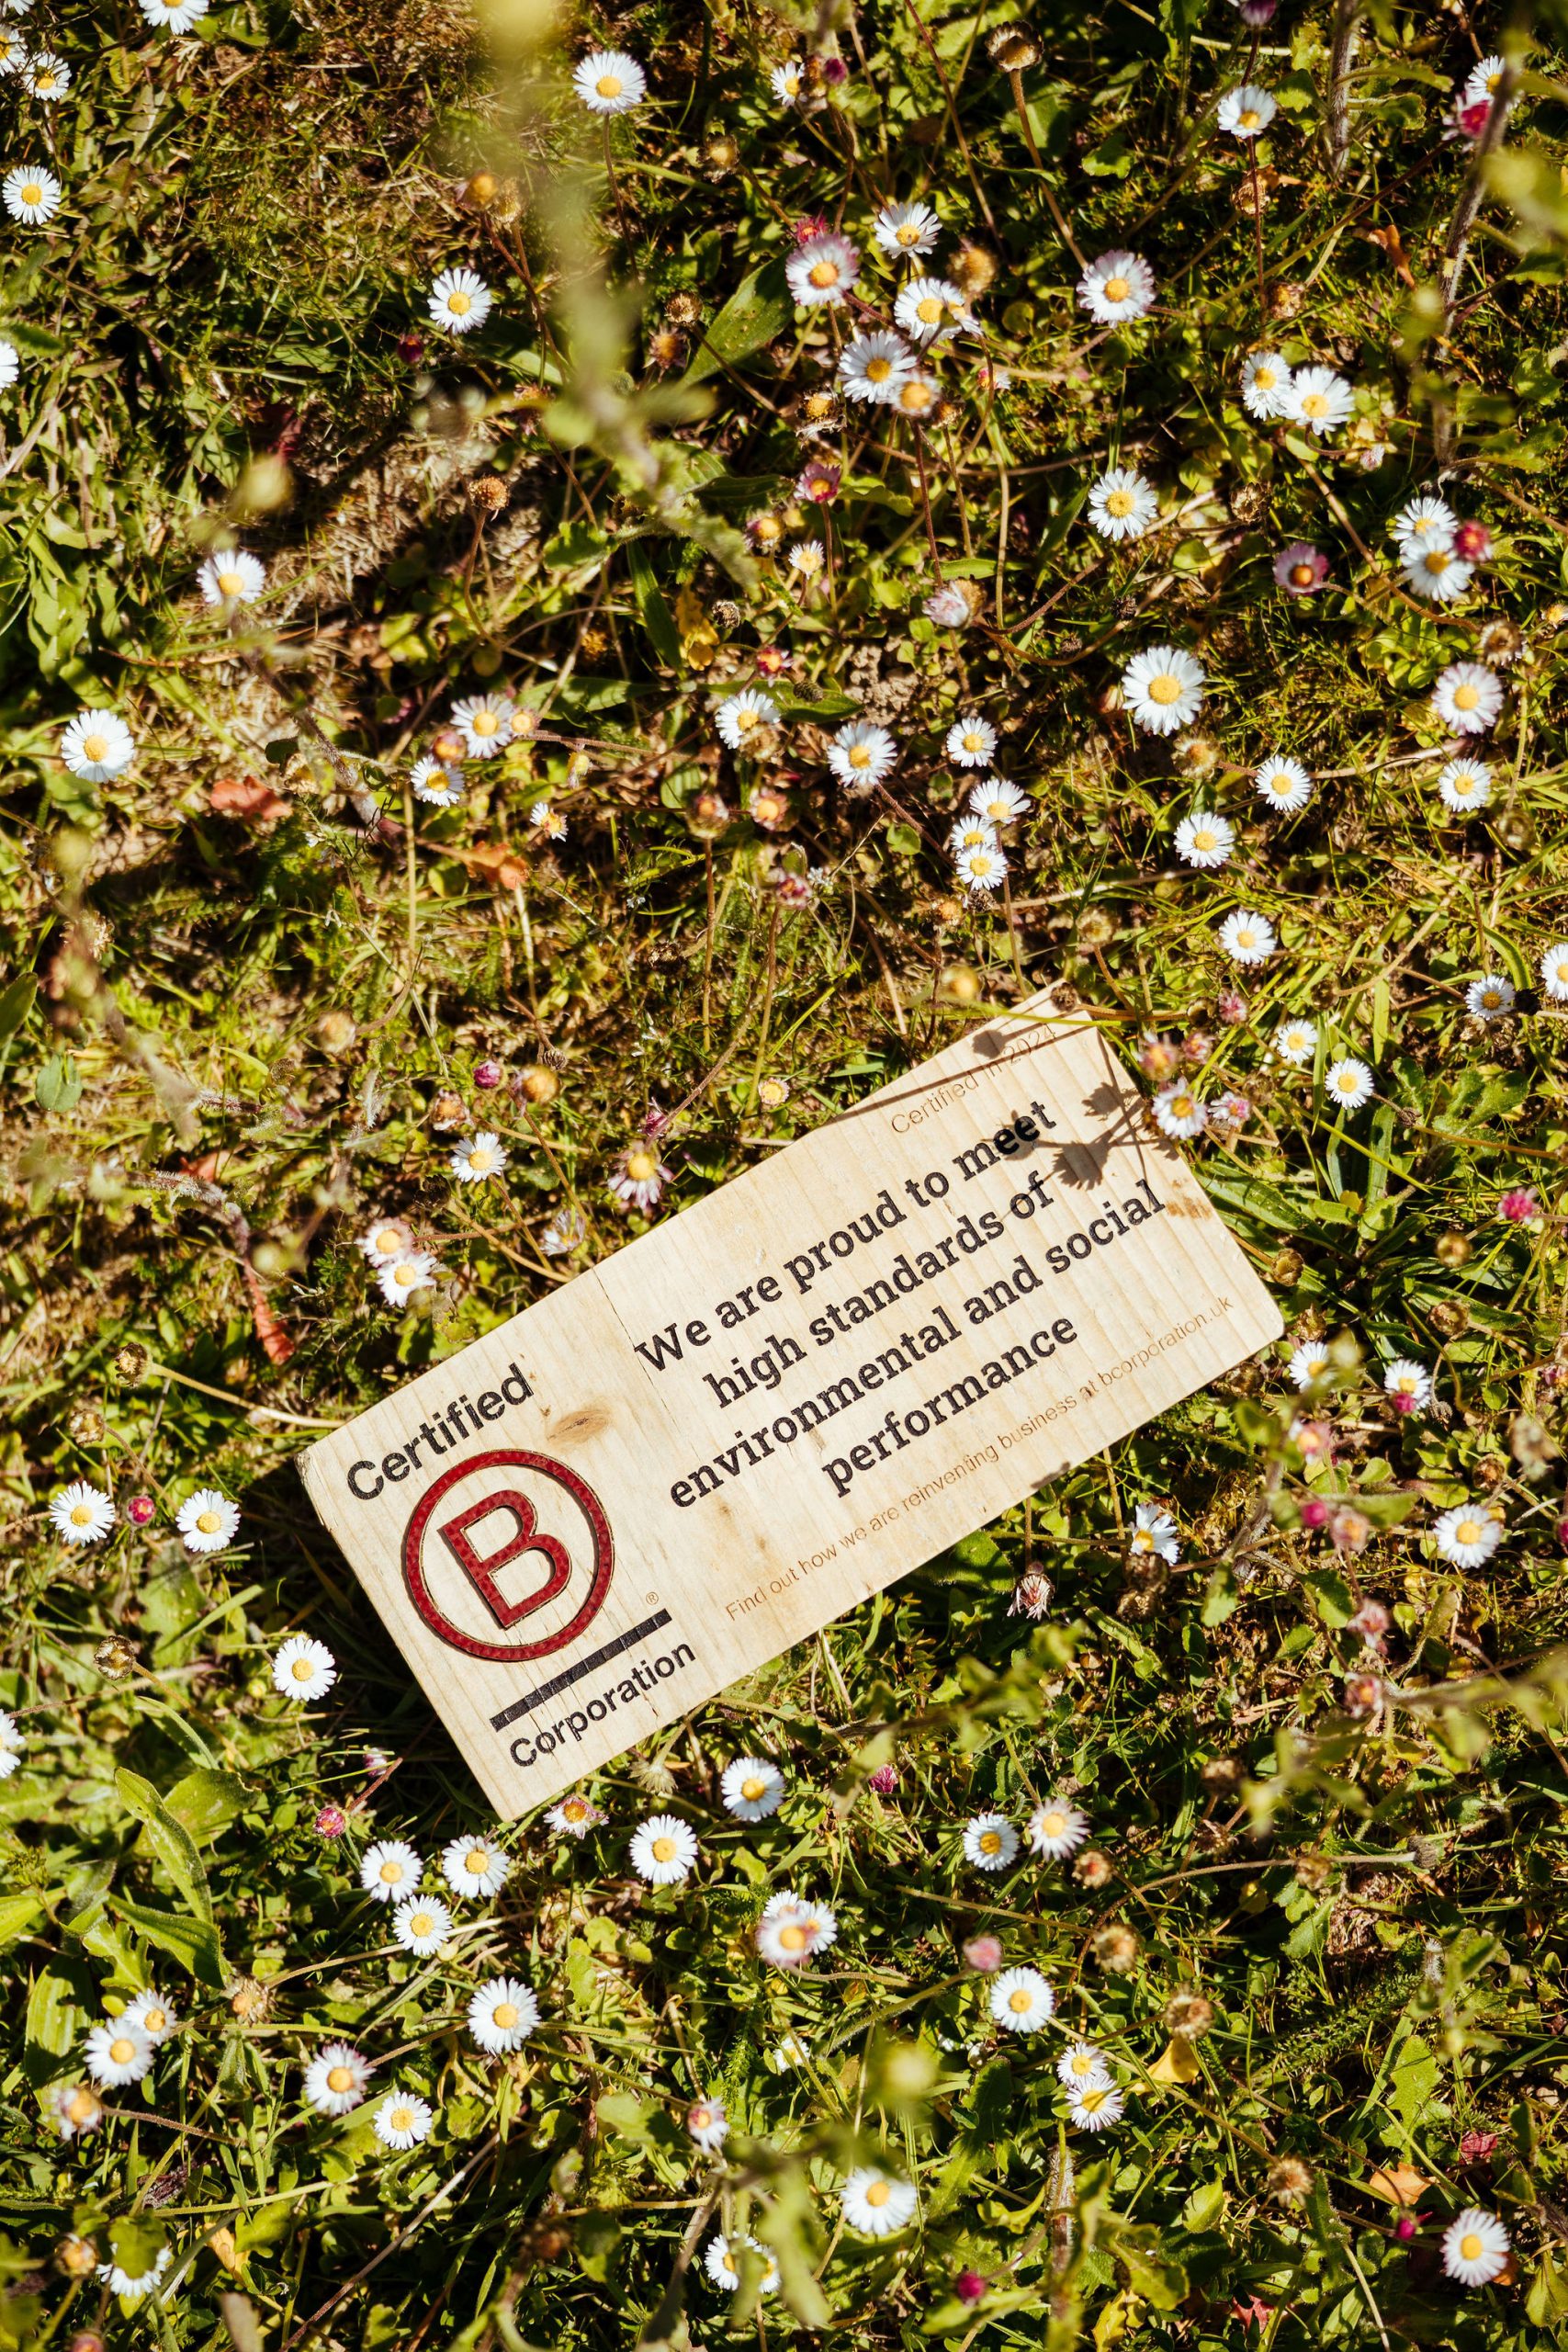 Certified in 2024
We are proud to meet
high standards of
environmental and social
performance
Find out how we are reinventing business at bcorporation.uk
Certified
B
®
Corporation